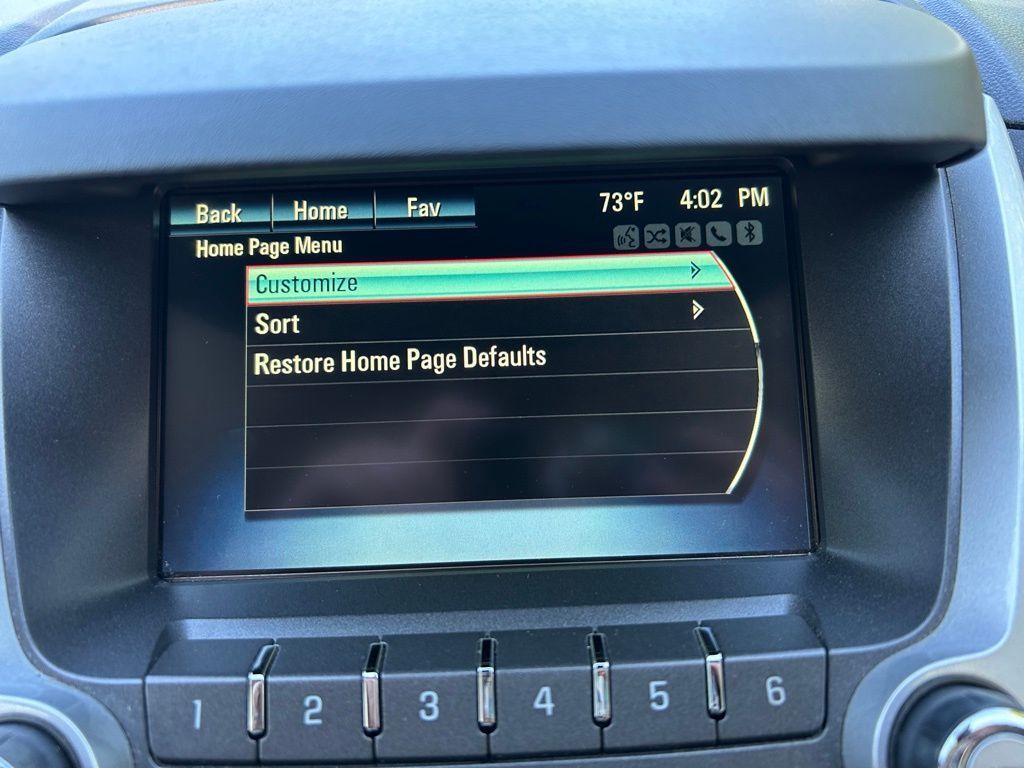 Back Home Fav 73°F 4:02 PM
Home Page Menu
Customize
Sort
Restore Home Page Defaults
1 2 3 4 5 6